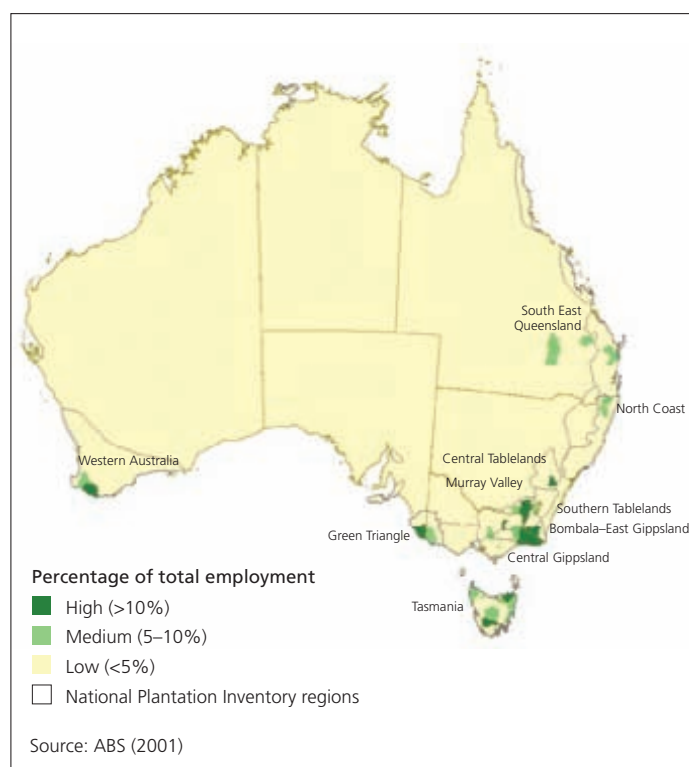 South East
Queensland
North Coast
Central Tablelands
Western Australia
Murray Valley
Southern Tablelands
Bombala–East Gippsland
Green Triangle
Central Gippsland
Tasmania
Percentage of total employment
High (>10%)
Medium (5–10%)
Low (<5%)
National Plantation Inventory regions
Source: ABS (2001)